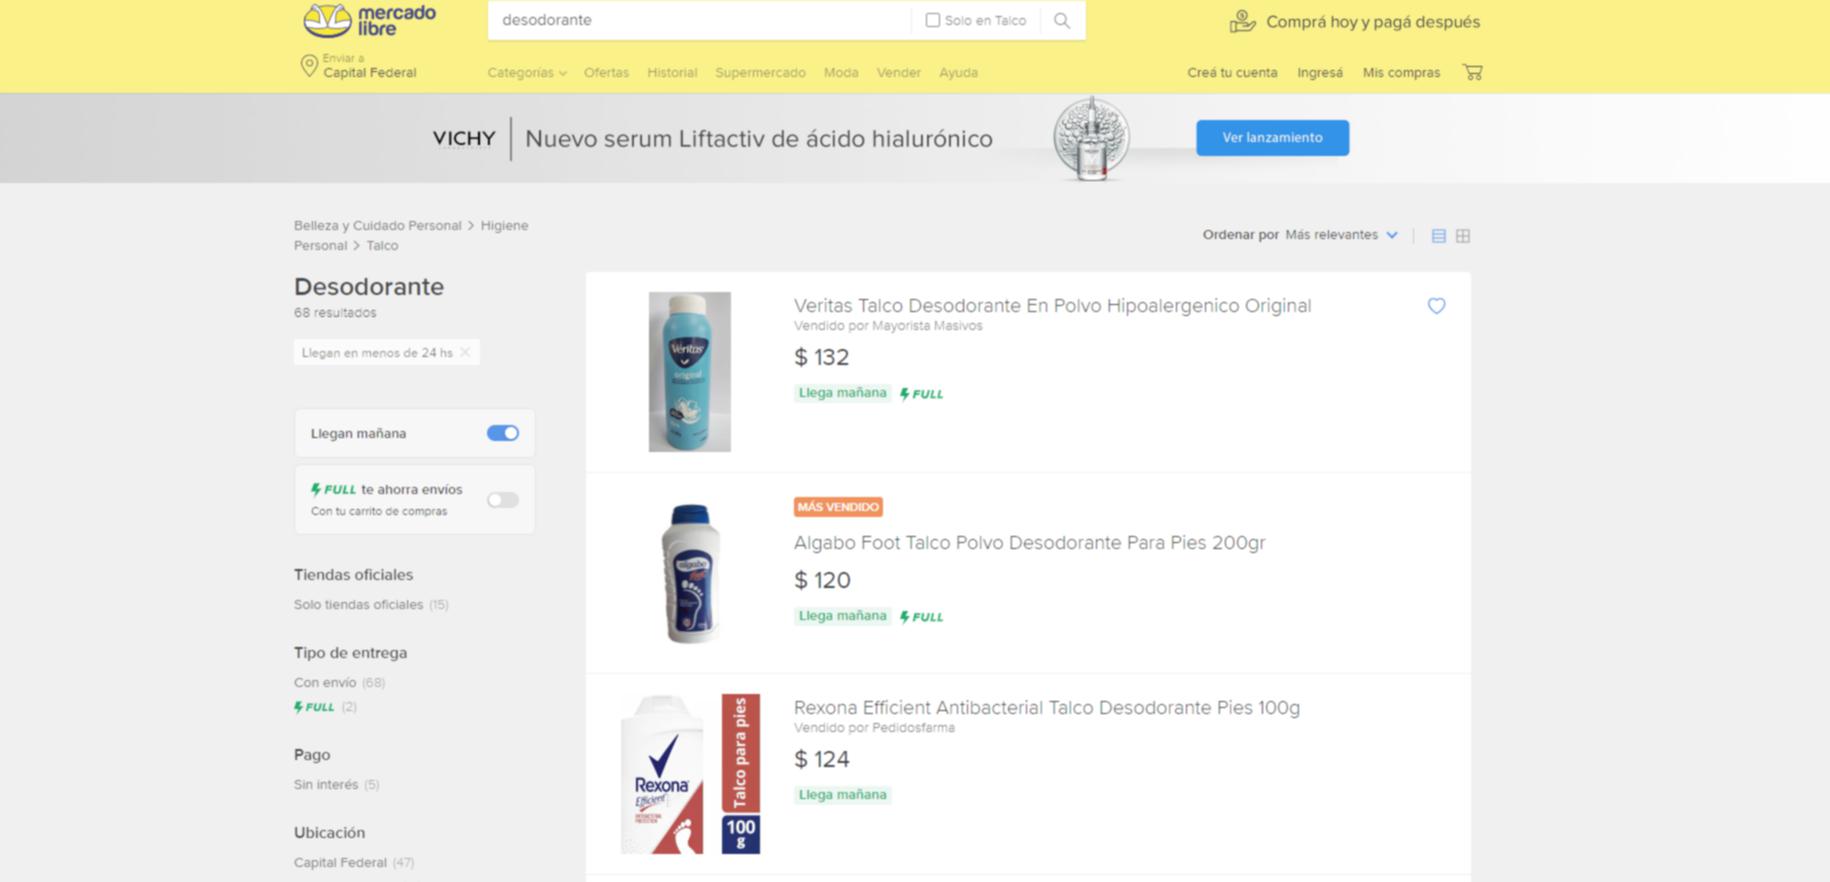 mercado
libre
desodorante
Solo en Talco
Comprá hoy y pagá después
Enviar a
Capital Federal
Categorías
Ofertas
Historial
Supermercado
Moda
Vender
Ayuda
Creá tu cuenta
Ingresá
Mis compras
VICHY
Nuevo serum Liftactiv de ácido hialurónico
Ver lanzamiento
Belleza y Cuidado Personal > Higiene
Personal > Talco
Ordenar por Más relevantes
Desodorante
68 resultados
Llegan en menos de 24 hs
Llegan mañana
FULL te ahorra envíos
Con tu carrito de compras
Tiendas oficiales
Solo tiendas oficiales (15)
Tipo de entrega
Con envío (68)
FULL (2)
Pago
Sin interés (5)
Ubicación
Capital Federal (47)
Veritas
original
Veritas Talco Desodorante En Polvo Hipoalergenico Original
Vendido por Mayorista Masivos
$ 132
Llega mañana FULL
algabo
MÁS VENDIDO
Algabo Foot Talco Polvo Desodorante Para Pies 200gr
$ 120
Llega mañana FULL
Rexona
Efficient
Talco para pies
100
g
Rexona Efficient Antibacterial Talco Desodorante Pies 100g
Vendido por Pedidosfarma
$ 124
Llega mañana